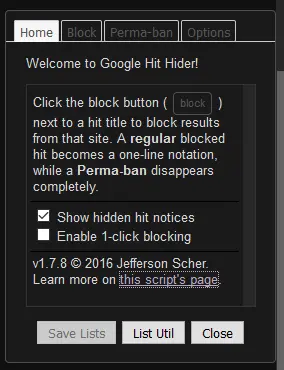 Home Block Perma-ban Options
Welcome to Google Hit Hider!
Click the block button ( block )
next to a hit title to block results
from that site. A regular blocked
hit becomes a one-line notation,
while a Perma-ban disappears
completely.
Show hidden hit notices
Enable 1-click blocking
v1.7.8 © 2016 Jefferson Scher.
Learn more on this script's page.
Save Lists List Util Close